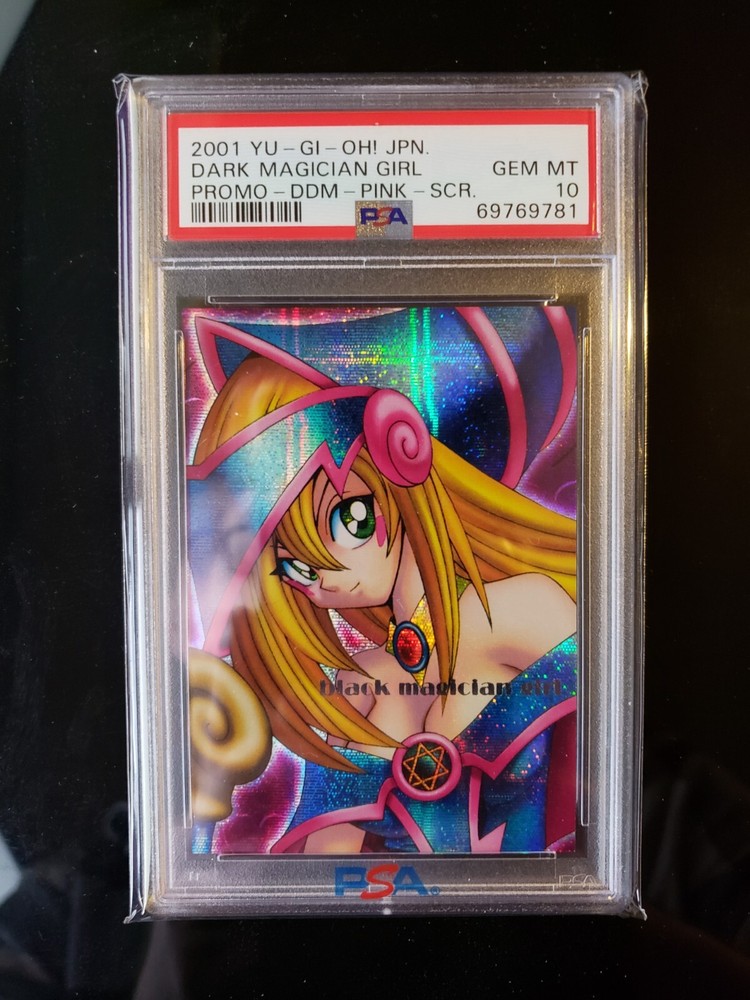 2001 YU-GI-OH! JPN.
DARK MAGICIAN GIRL GEM MT
PROMO-DDM-PINK-SCR. 10
PSA 69769781
black magician girl
PSA®
PSA